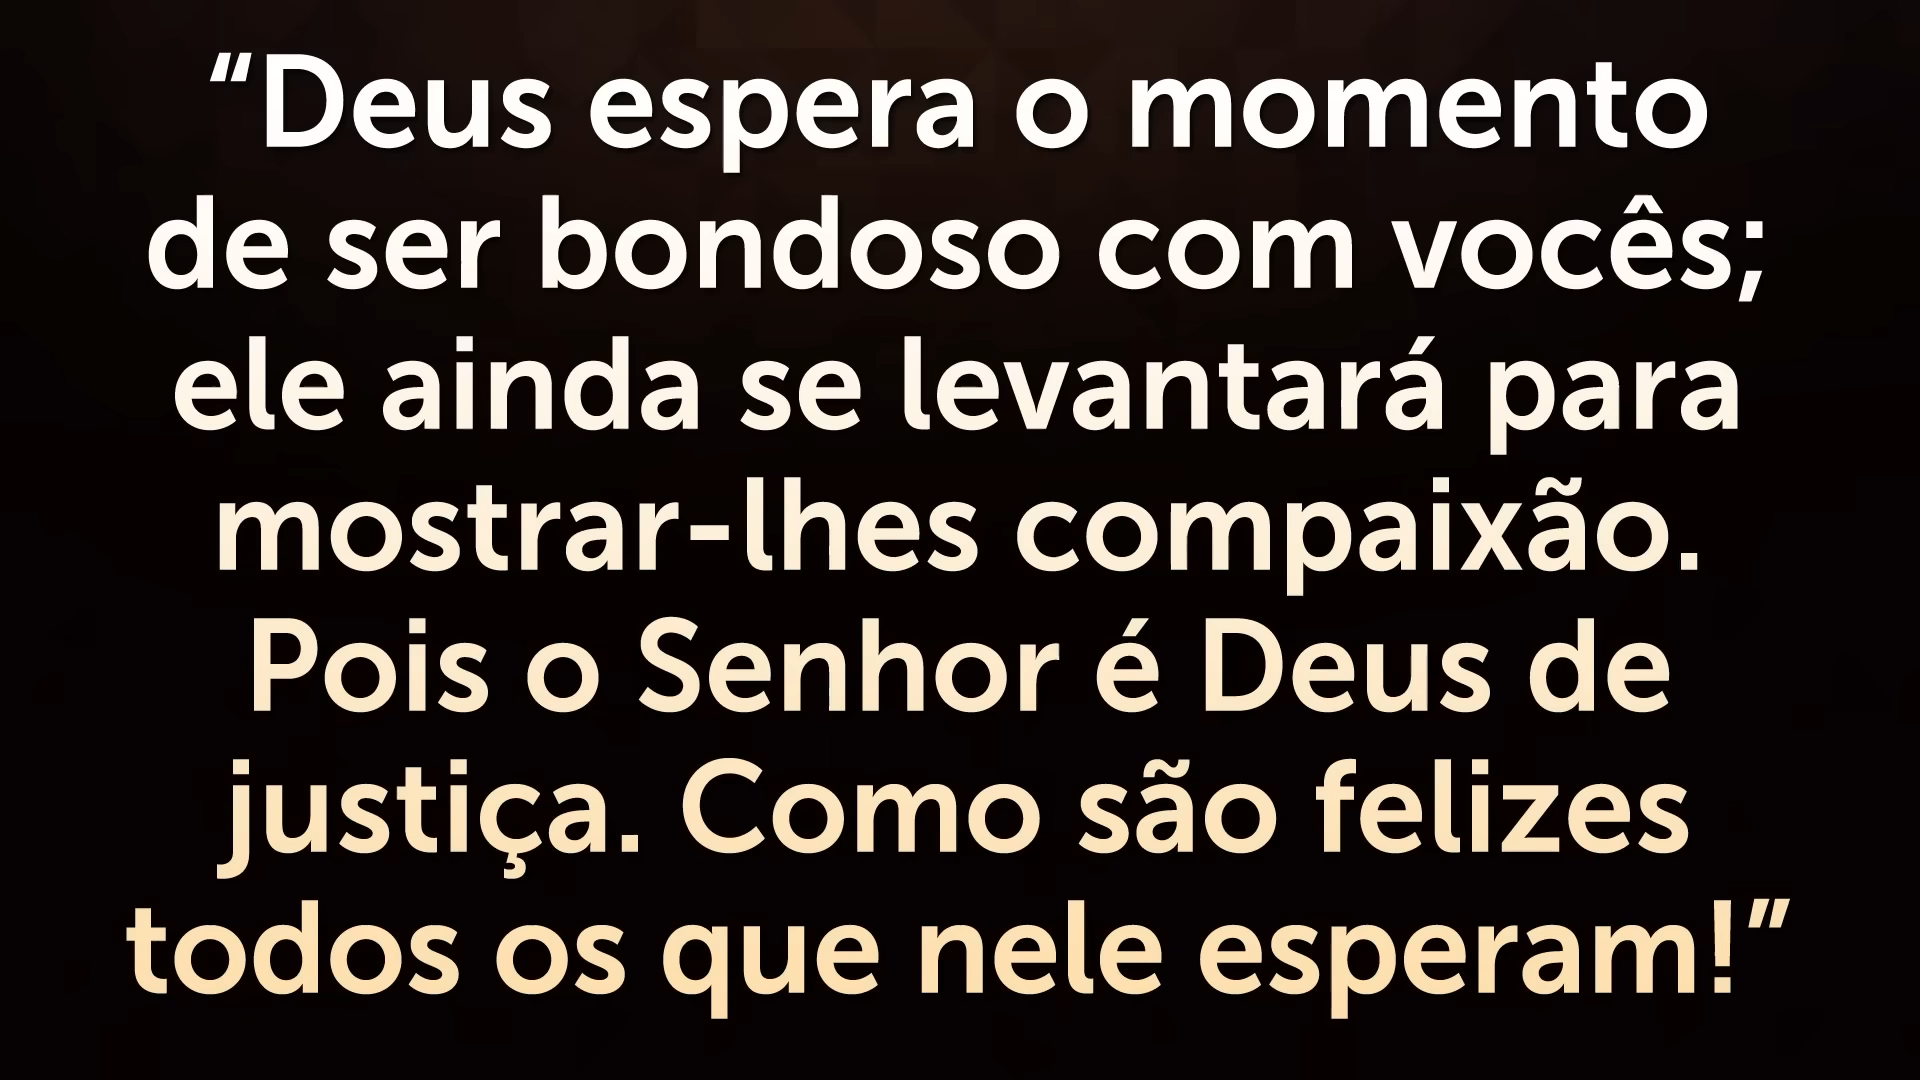 “Deus espera o momento
de ser bondoso com vocês;
ele ainda se levantará para
mostrar-lhes compaixão.
Pois o Senhor é Deus de
justiça. Como são felizes
todos os que nele esperam!”